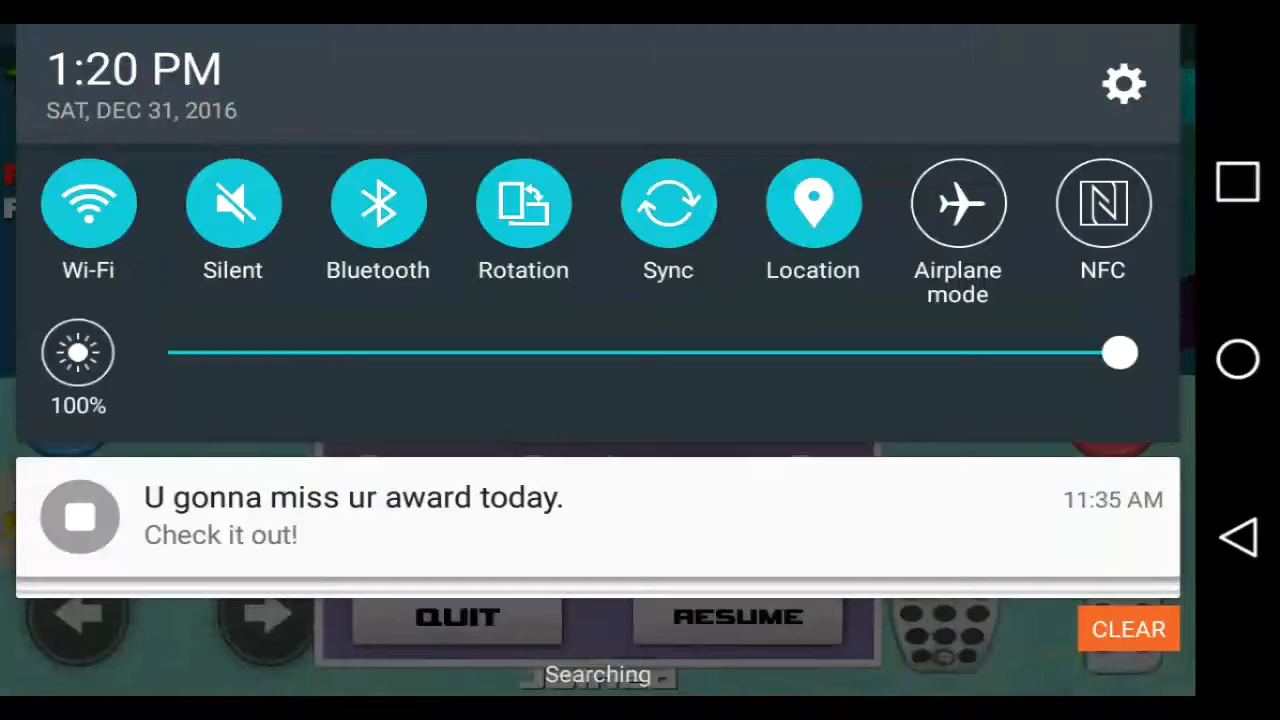 1:20 PM
SAT, DEC 31, 2016
Wi-Fi
Silent
Bluetooth
Rotation
Sync
Location
Airplane
mode
NFC
100%
U gonna miss ur award today.
11:35 AM
Check it out!
QUIT
RESUME
CLEAR
Searching